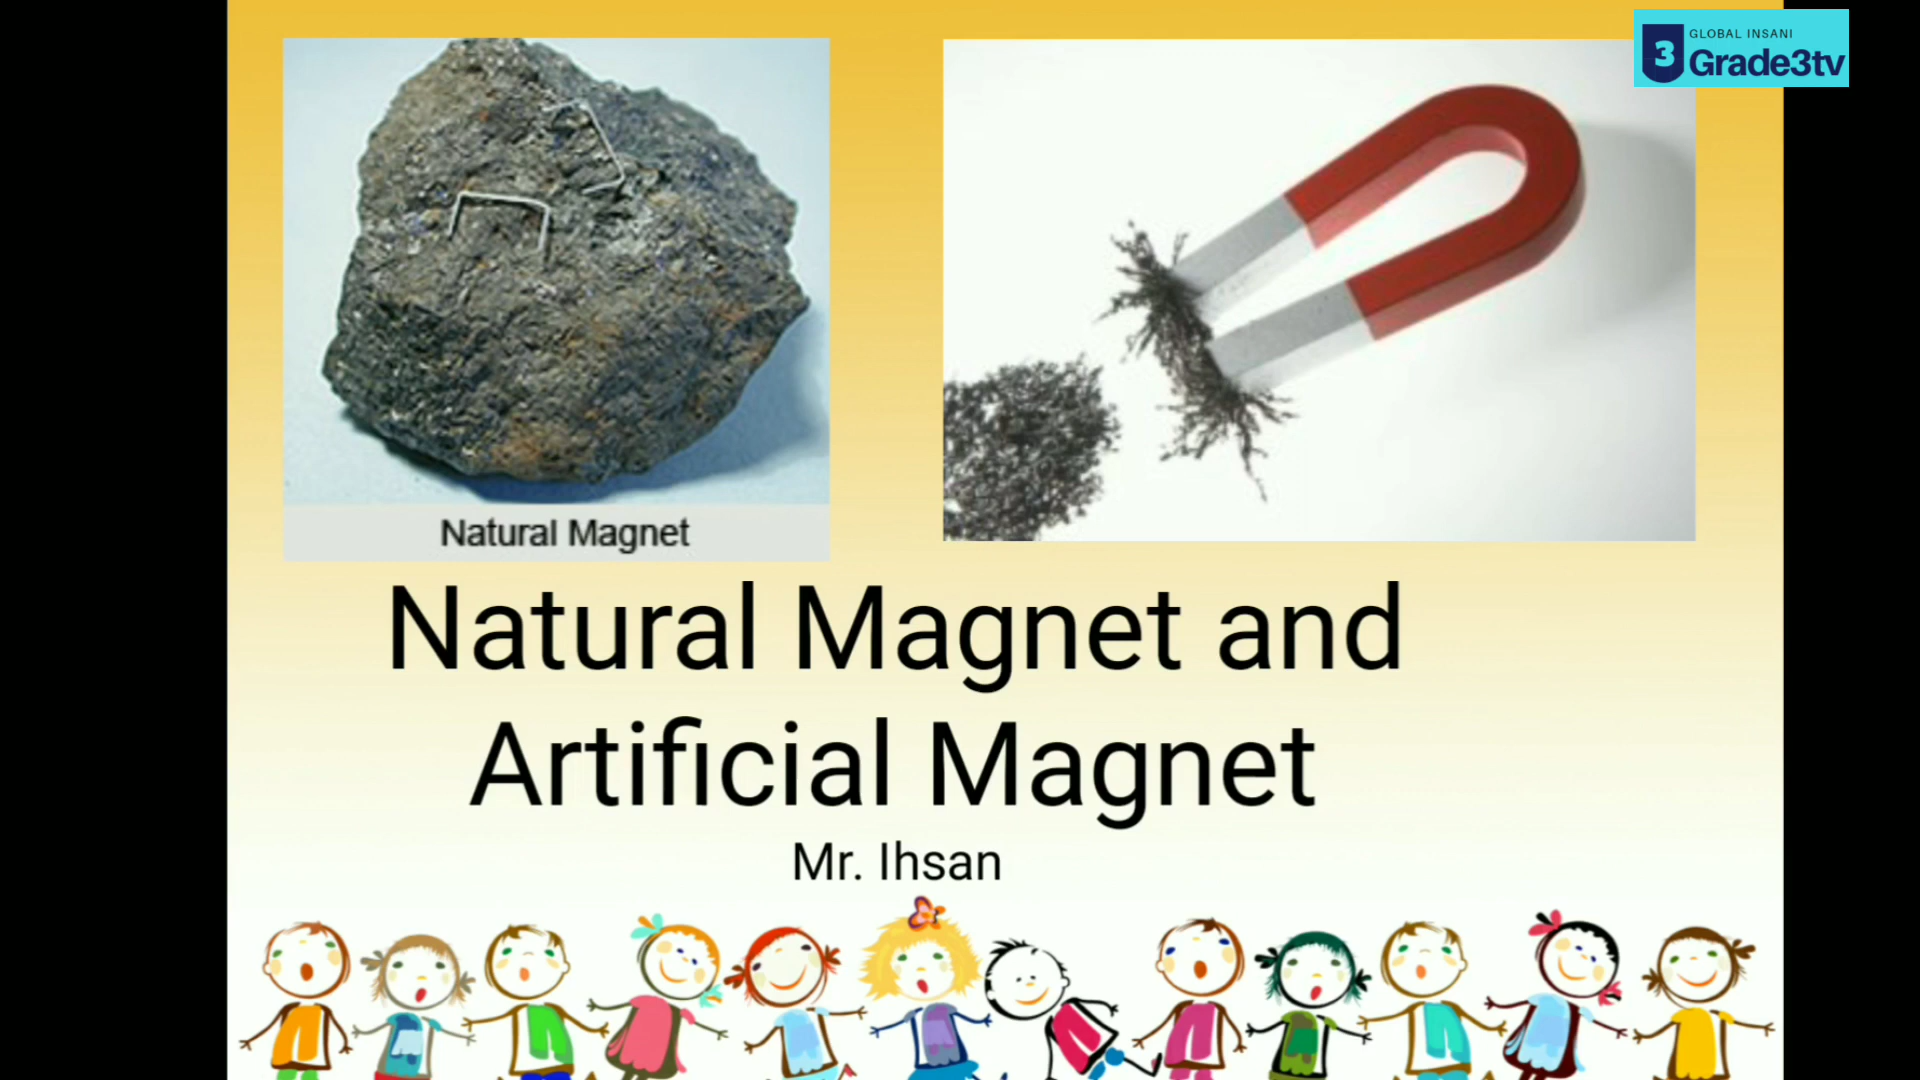 GLOBAL INSANI
3 Grade3tv
Natural Magnet
Natural Magnet and
Artificial Magnet
Mr. Ihsan